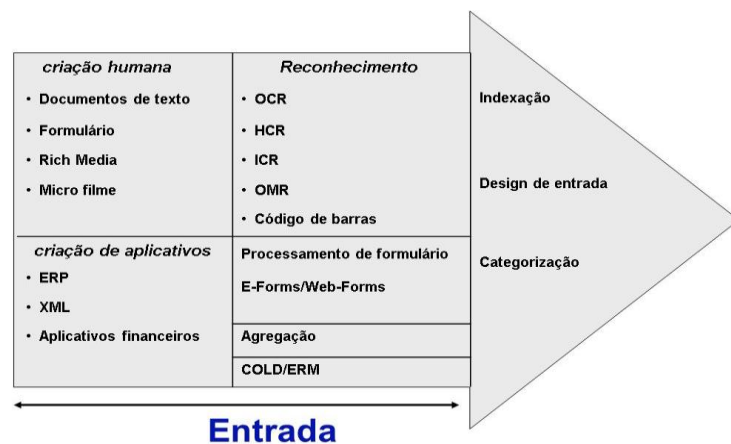 criação humana
• Documentos de texto
• Formulário
• Rich Media
• Micro filme
Reconhecimento
• OCR
• HCR
• ICR
• OMR
• Código de barras
criação de aplicativos
• ERP
• XML
• Aplicativos financeiros
Processamento de formulário
E-Forms/Web-Forms
Agregação
COLD/ERM
Indexação
Design de entrada
Categorização
Entrada